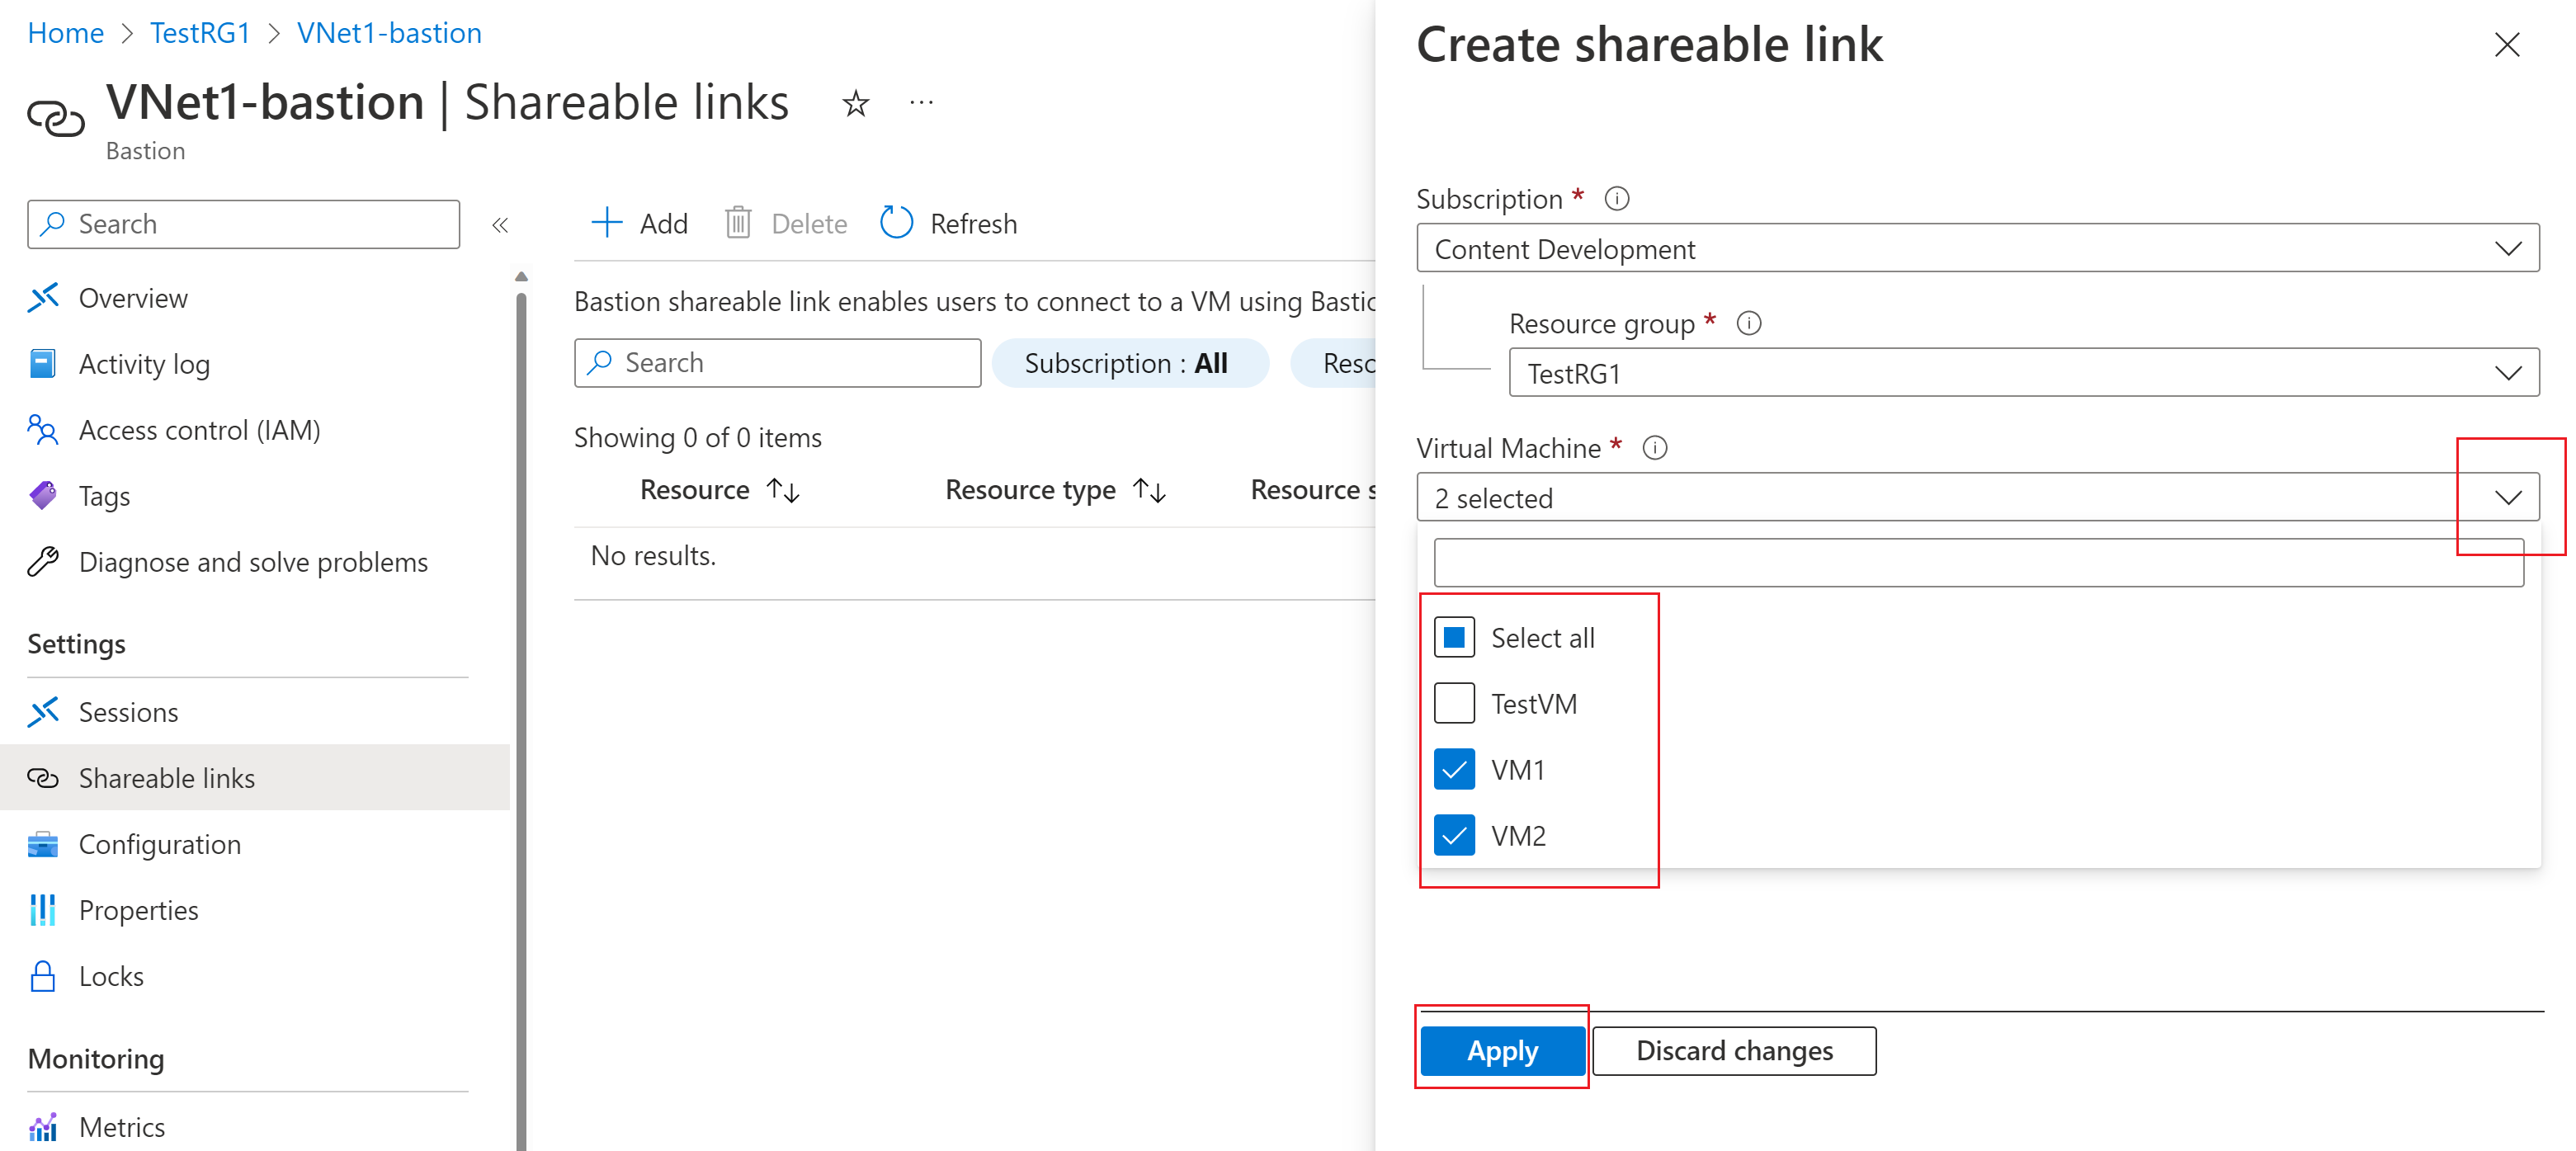 Home > TestRG1 > VNet1-bastion
VNet1-bastion | Shareable links ...
Bastion
Search «
Overview
Activity log
Access control (IAM)
Tags
Diagnose and solve problems
Settings
Sessions
Shareable links
Configuration
Properties
Locks
Monitoring
Metrics
+ Add Delete Refresh
Bastion shareable link enables users to connect to a VM using Bastic
Search Subscription : All Reso
Showing 0 of 0 items
Resource ↑↓ Resource type ↑↓ Resource s
No results.
Create shareable link
Subscription *
Content Development
Resource group *
TestRG1
Virtual Machine *
2 selected
Select all
TestVM
VM1
VM2
Apply Discard changes